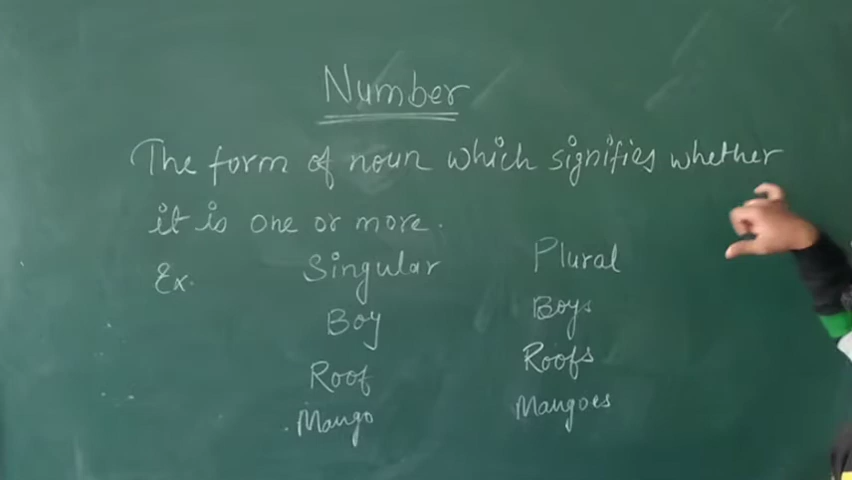 Number
The form of noun which signifies whether
it is one or more.
Ex. Singular Plural
Boy Boys
Roof Roofs
Mango Mangoes